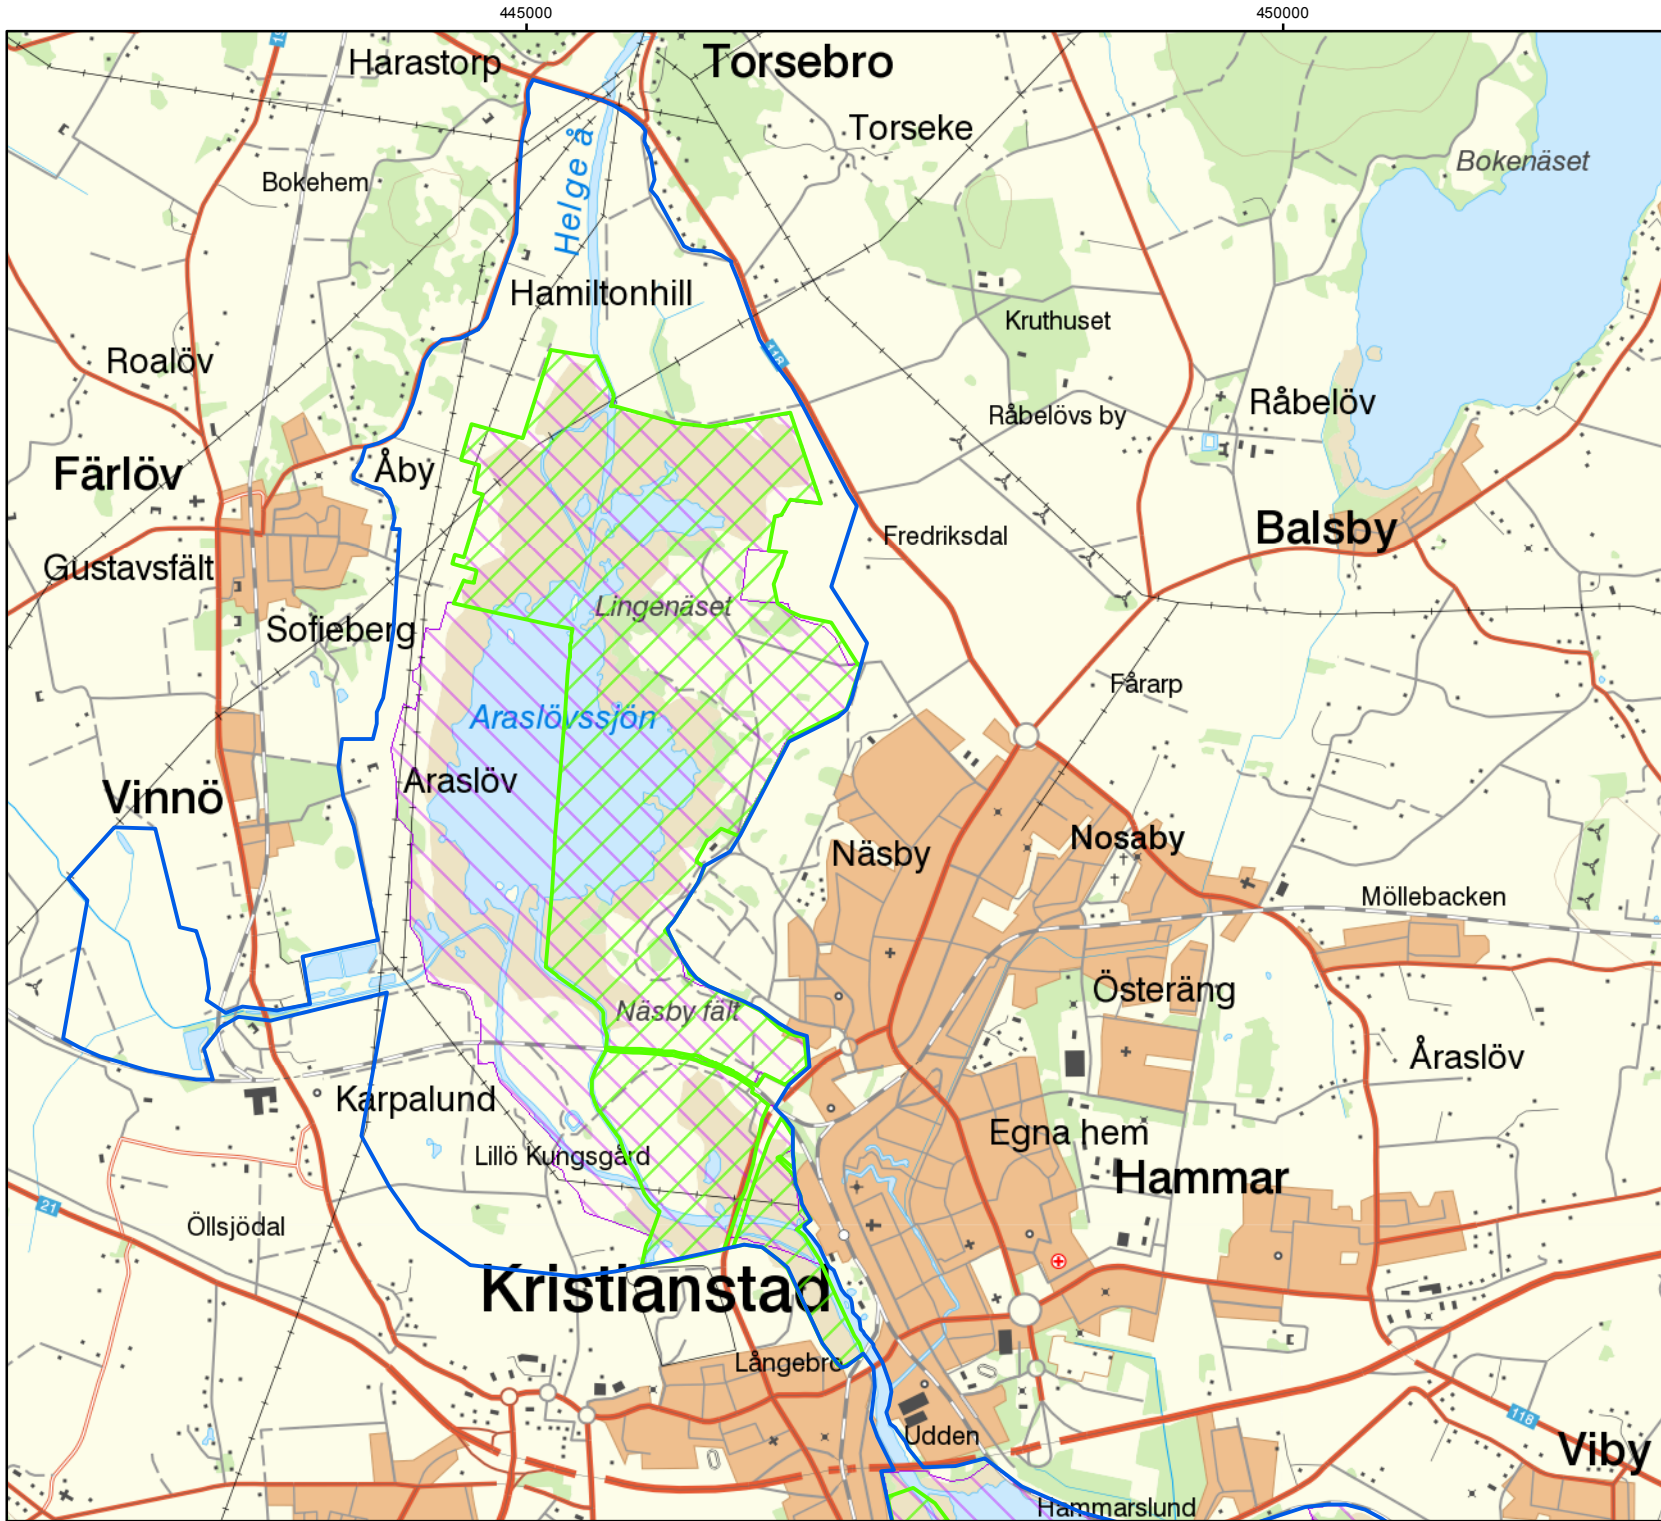 445000
450000
Harastorp
Torsebro
Torseke
Helge å
Bokenäset
Bokehem
Hamiltonhill
Kruthuset
118
Roalöv
Råbelövs by
Råbelöv
Färlöv
Åby
Fredriksdal
Balsby
Gustavsfält
Lingenäset
Sofieberg
Fårarp
Araslövssjön
Araslöv
Vinnö
Näsby
Nosaby
Möllebacken
Österäng
Näsby fält
Åraslöv
Karpalund
Egna hem
Lillö Kungsgård
Hammar
21
Öllsjödal
Kristianstad
Långebro
118
Udden
Viby
Hammarslund